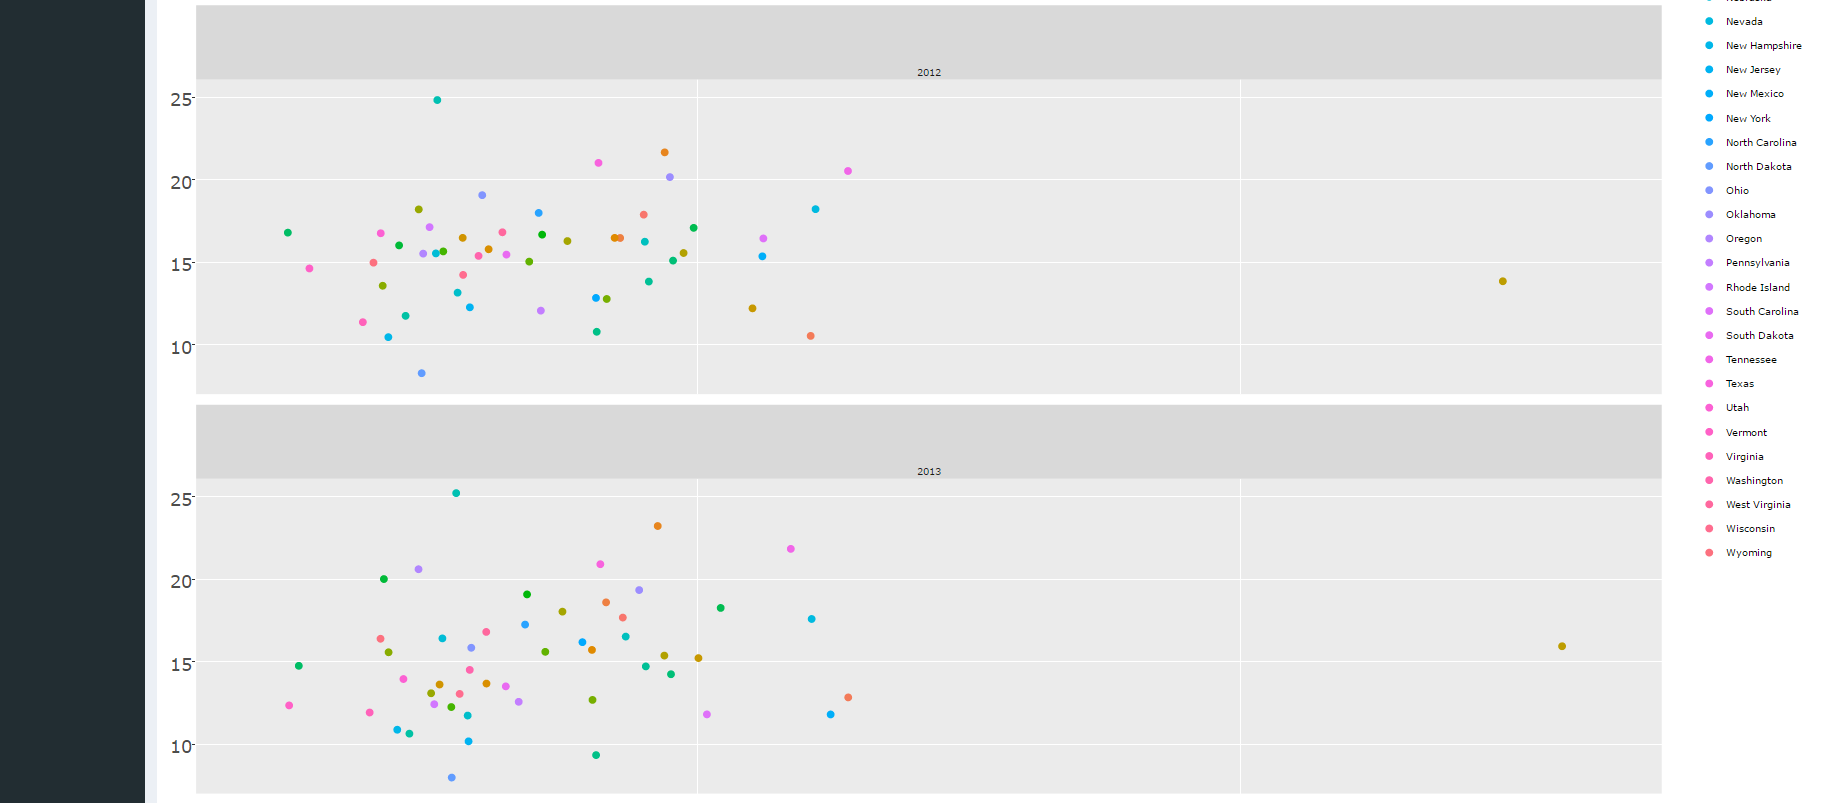 2012
25
20
15
10
2013
25
20
15
10
Nevada
New Hampshire
New Jersey
New Mexico
New York
North Carolina
North Dakota
Ohio
Oklahoma
Oregon
Pennsylvania
Rhode Island
South Carolina
South Dakota
Tennessee
Texas
Utah
Vermont
Virginia
Washington
West Virginia
Wisconsin
Wyoming